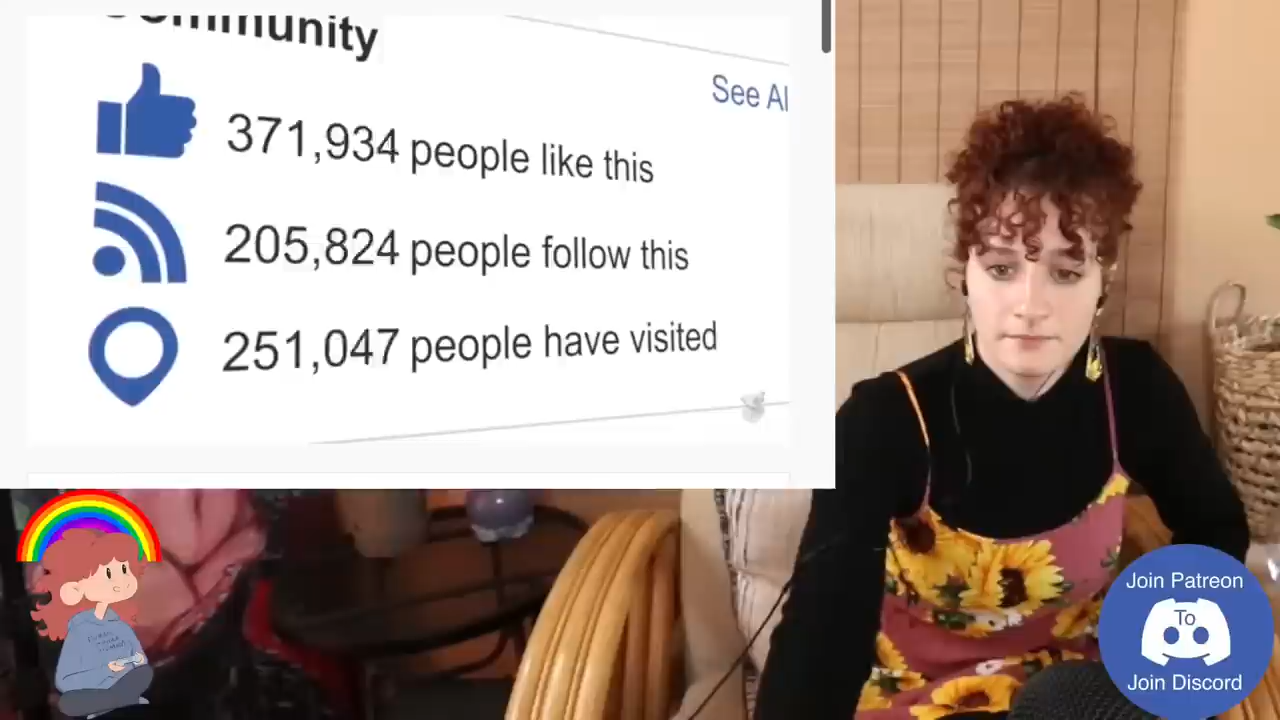 Community
See Al
371,934 people like this
205,824 people follow this
251,047 people have visited
Join Patreon
To
Join Discord